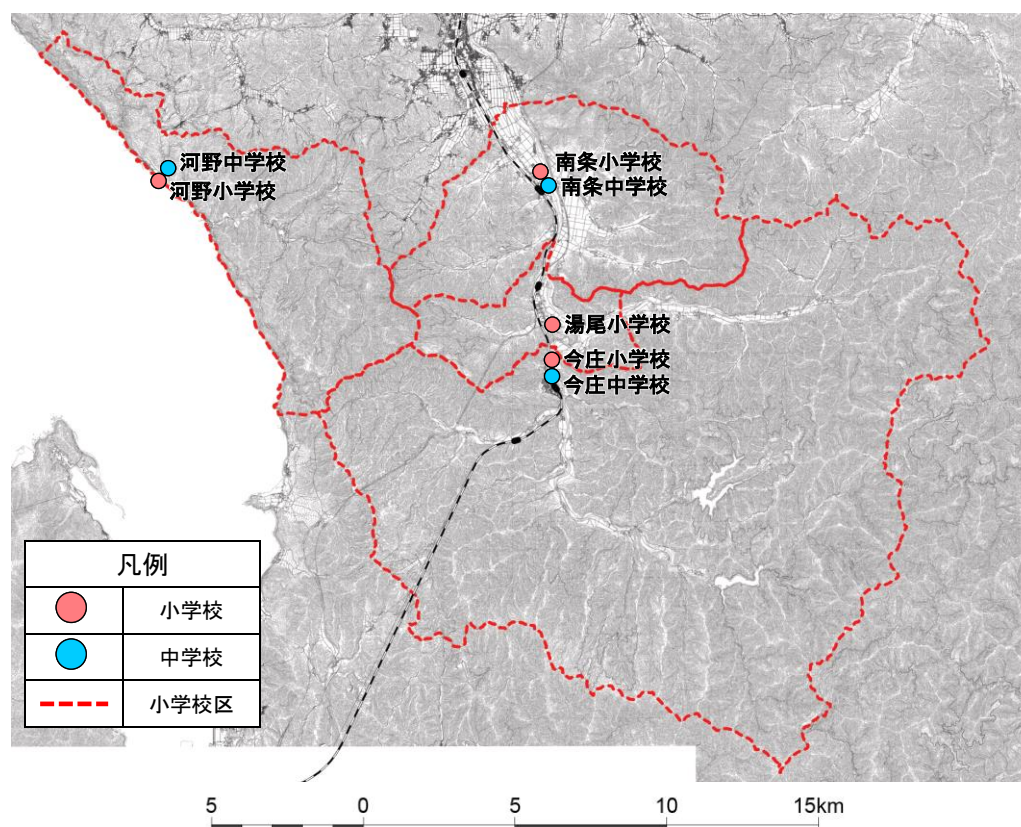 河野中学校
河野小学校
南条小学校
南条中学校
湯尾小学校
今庄小学校
今庄中学校
凡例
小学校
中学校
小学校区
5 0 5 10 15km